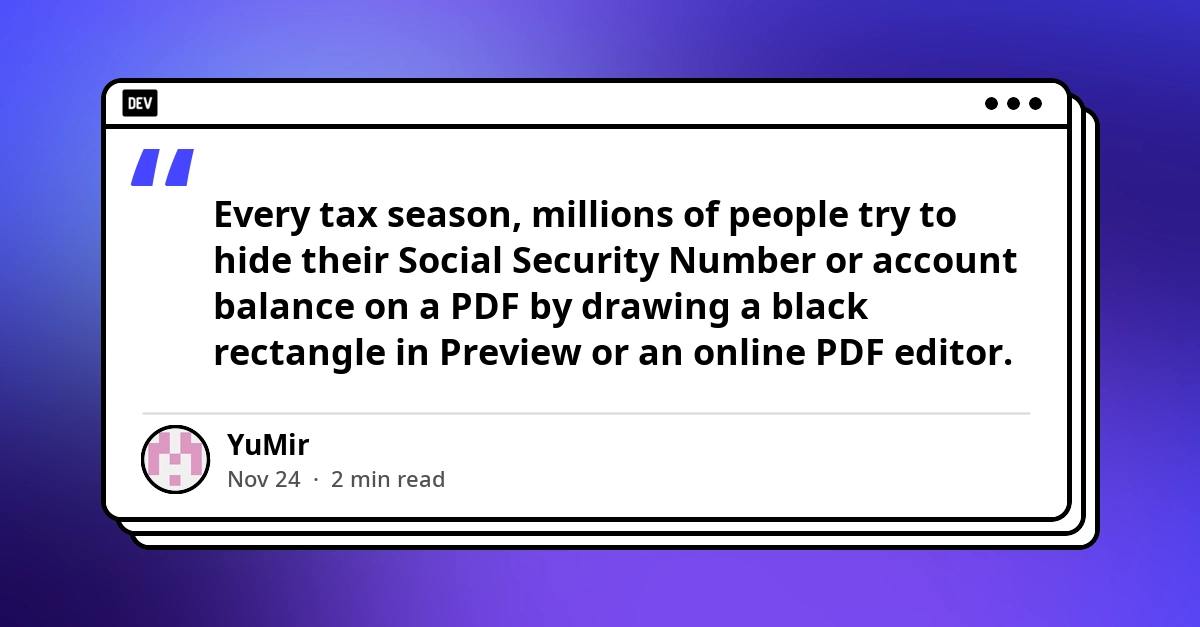 DEV
Every tax season, millions of people try to
hide their Social Security Number or account
balance on a PDF by drawing a black
rectangle in Preview or an online PDF editor.
YuMir
Nov 24 · 2 min read